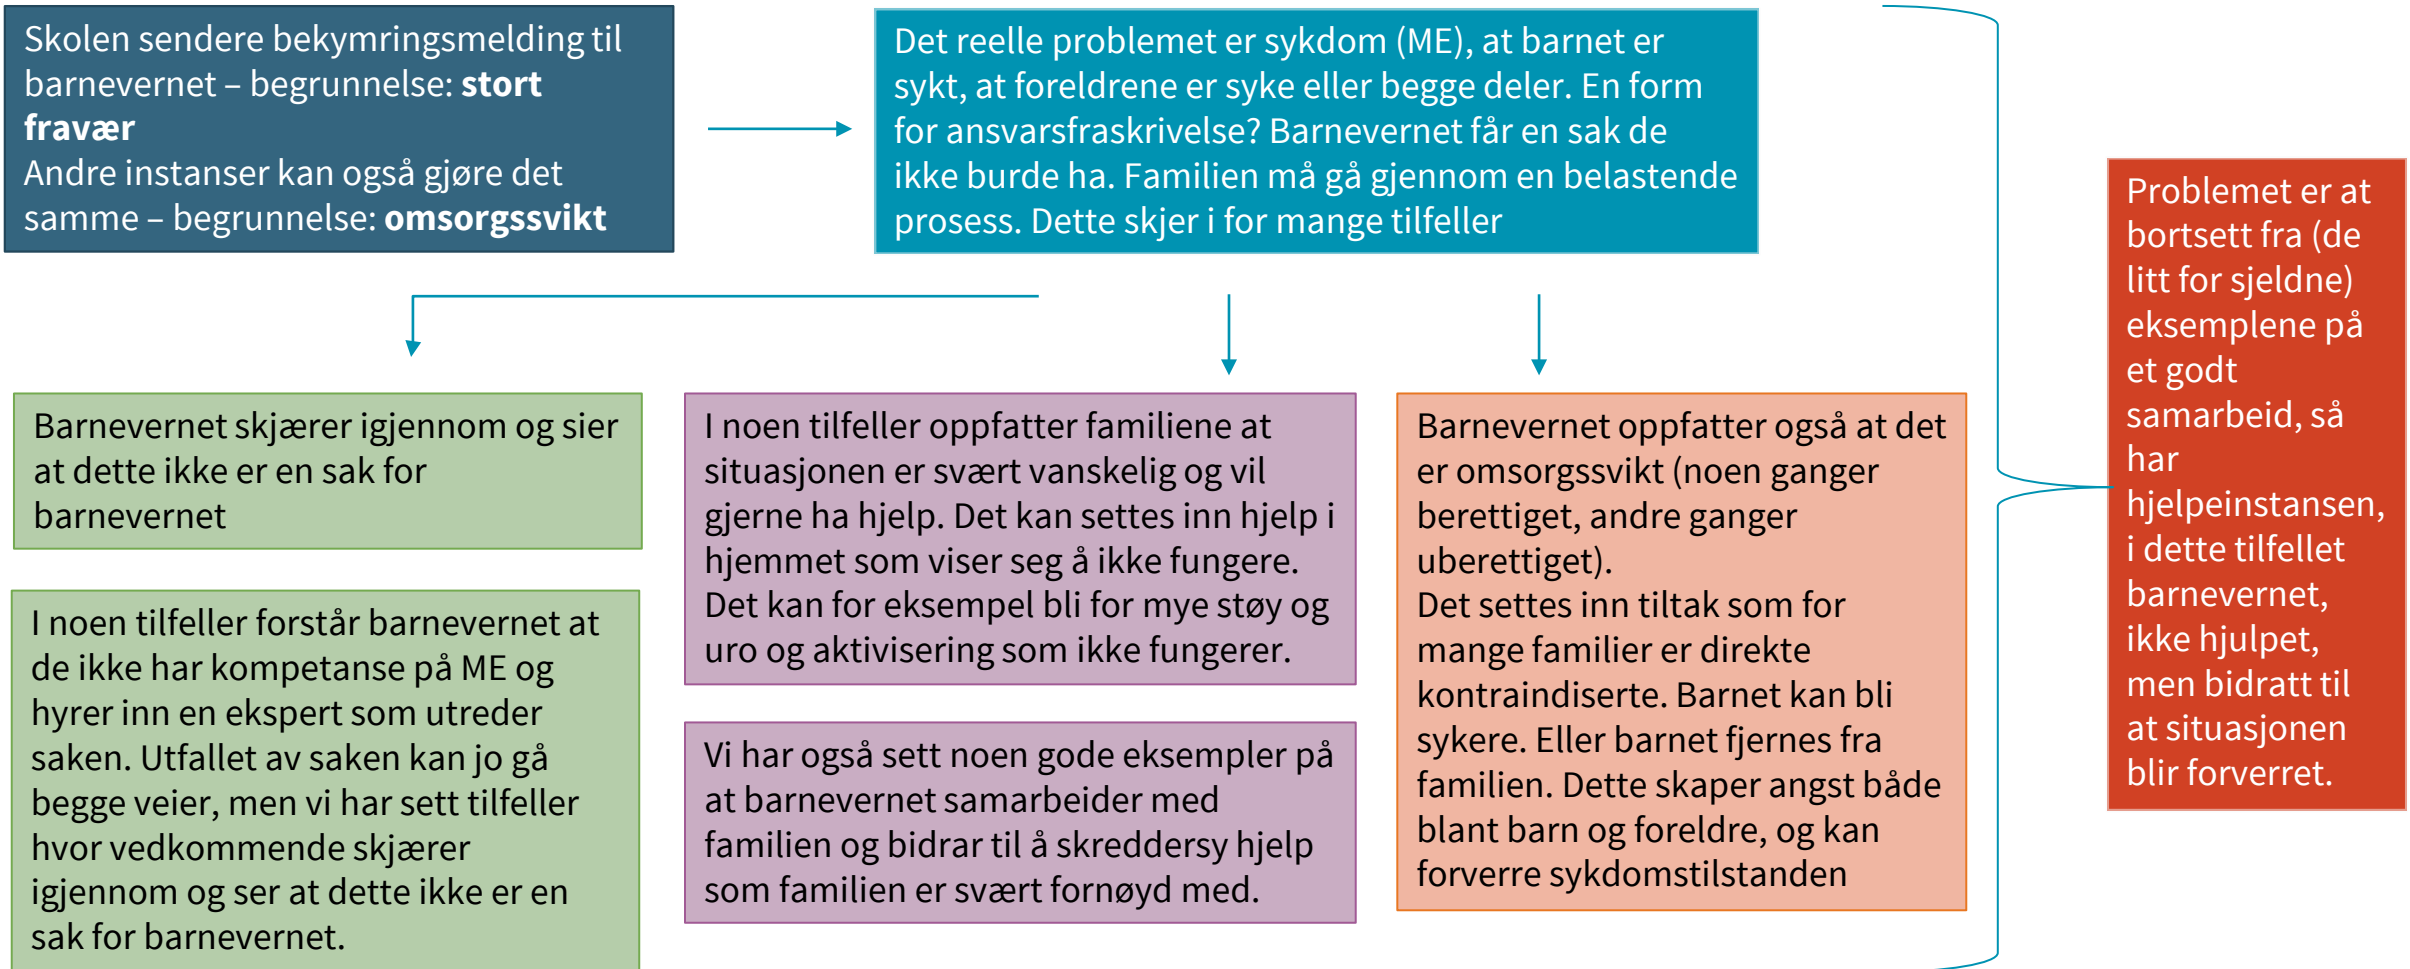 Skolen sendere bekymringsmelding til
barnevernet – begrunnelse: stort
fravær
Andre instanser kan også gjøre det
samme – begrunnelse: omsorgssvikt
Det reelle problemet er sykdom (ME), at barnet er
sykt, at foreldrene er syke eller begge deler. En form
for ansvarsfraskrivelse? Barnevernet får en sak de
ikke burde ha. Familien må gå gjennom en belastende
prosess. Dette skjer i for mange tilfeller
Barnevernet skjærer igjennom og sier
at dette ikke er en sak for
barnevernet
I noen tilfeller forstår barnevernet at
de ikke har kompetanse på ME og
hyrer inn en ekspert som utreder
saken. Utfallet av saken kan jo gå
begge veier, men vi har sett tilfeller
hvor vedkommende skjærer
igjennom og ser at dette ikke er en
sak for barnevernet.
I noen tilfeller oppfatter familiene at
situasjonen er svært vanskelig og vil
gjerne ha hjelp. Det kan settes inn hjelp i
hjemmet som viser seg å ikke fungere.
Det kan for eksempel bli for mye støy og
uro og aktivisering som ikke fungerer.
Vi har også sett noen gode eksempler på
at barnevernet samarbeider med
familien og bidrar til å skreddersy hjelp
som familien er svært fornøyd med.
Barnevernet oppfatter også at det
er omsorgssvikt (noen ganger
berettiget, andre ganger
uberettiget).
Det settes inn tiltak som for
mange familier er direkte
kontraindiserte. Barnet kan bli
sykere. Eller barnet fjernes fra
familien. Dette skaper angst både
blant barn og foreldre, og kan
forverre sykdomstilstanden
Problemet er at
bortsett fra (de
litt for sjeldne)
eksemplene på
et godt
samarbeid, så
har
hjelpeinstansen,
i dette tilfellet
barnevernet,
ikke hjulpet,
men bidratt til
at situasjonen
blir forverret.